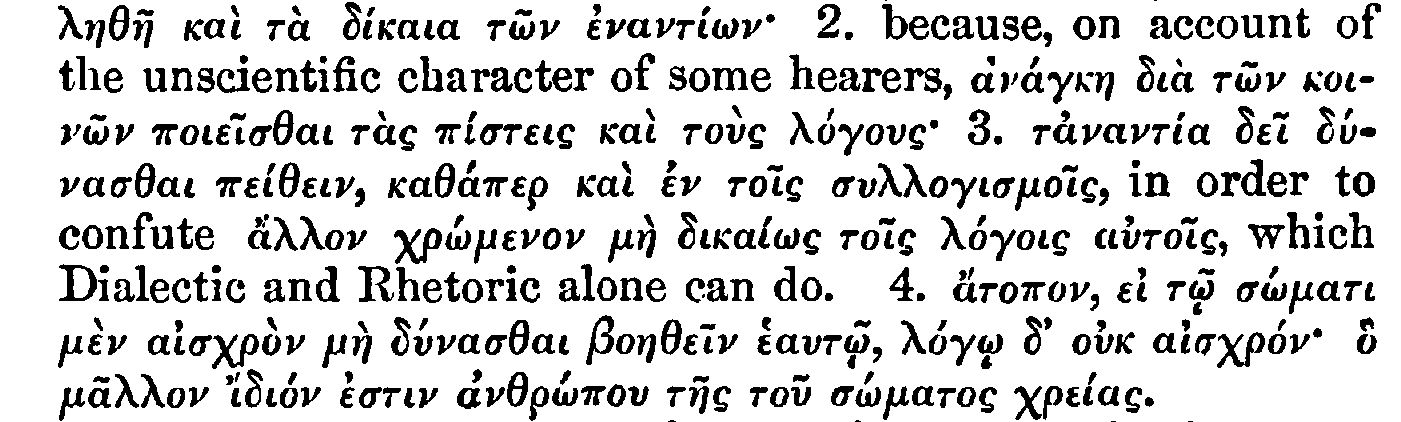 ληθῆ καὶ τὰ δίκαια τῶν ἐναντίων· 2. because, on account of
the unscientific character of some hearers, ἀνάγκη διὰ τῶν κοι-
νῶν ποιεῖσθαι τὰς πίστεις καὶ τοὺς λόγους· 3. τἀναντία δεῖ δύ-
νασθαι πείθειν, καθάπερ καὶ ἐν τοῖς συλλογισμοῖς, in order to
confute ἄλλον χρώμενον μὴ δικαίως τοῖς λόγοις αὐτοῖς, which
Dialectic and Rhetoric alone can do. 4. ἄτοπον, εἰ τῷ σώματι
μὲν αἰσχρὸν μὴ δύνασθαι βοηθεῖν ἑαυτῷ, λόγῳ δ' οὐκ αἰσχρόν· ὃ
μᾶλλον ἴδιόν ἐστιν ἀνθρώπου τῆς τοῦ σώματος χρείας.